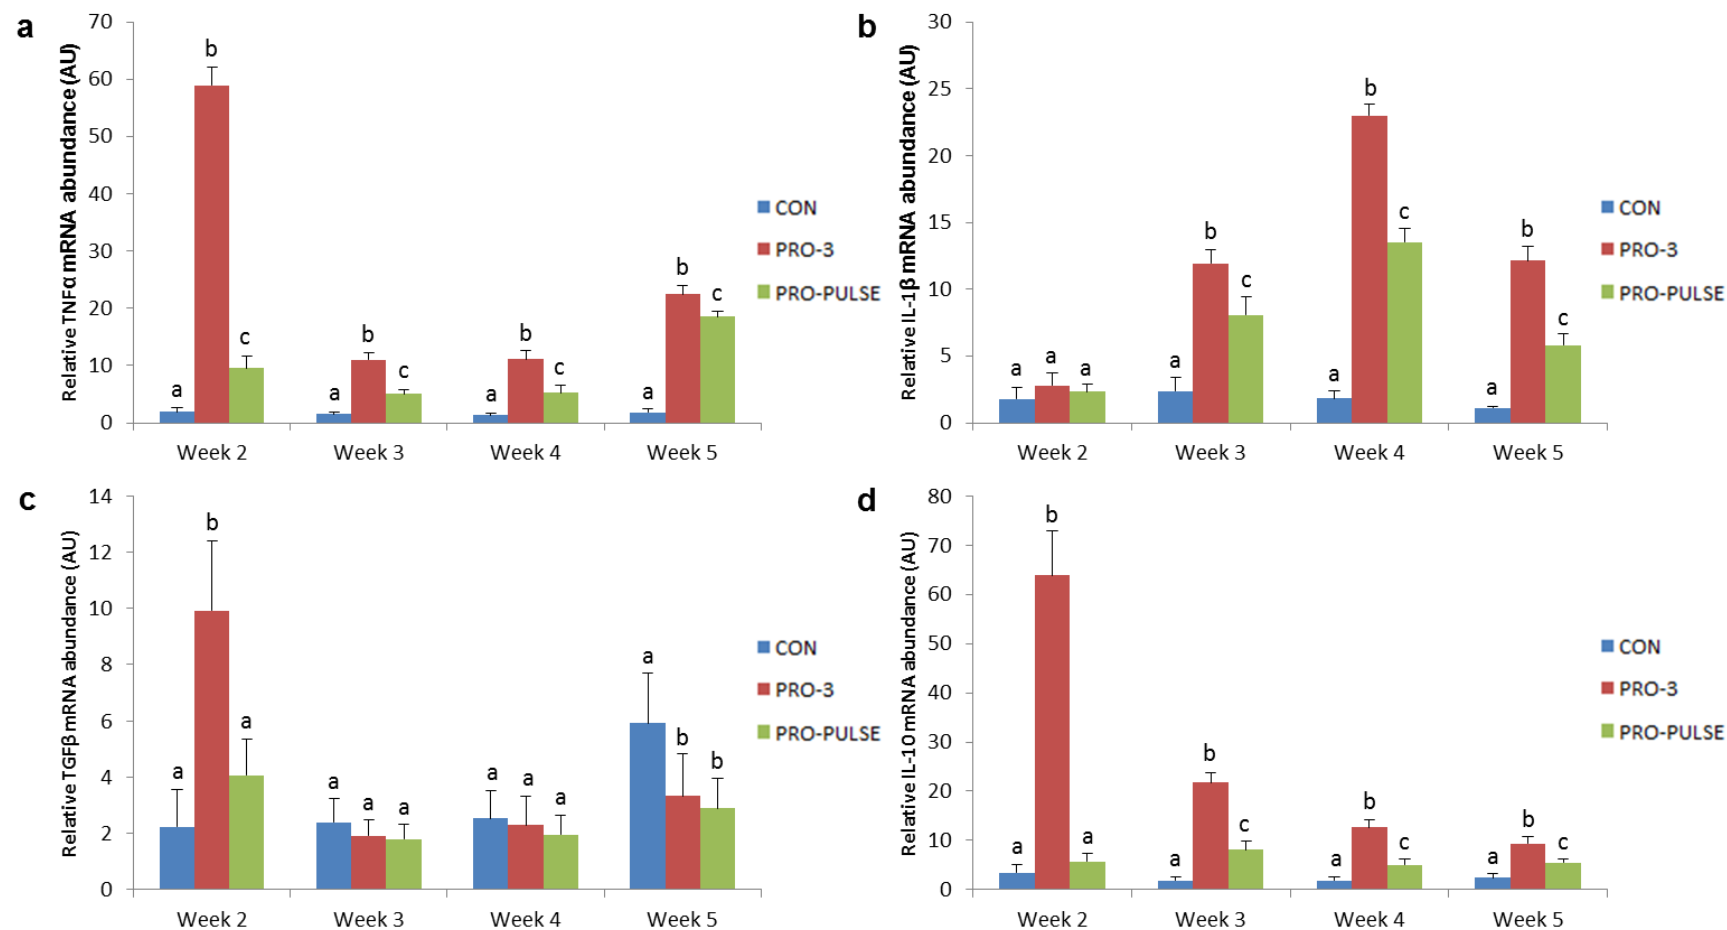 a
Relative TNFα mRNA abundance (AU)
70
60
50
40
30
20
10
0
b
a
c
b
a
c
b
a
c
b
a
c
Week 2 Week 3 Week 4 Week 5
CON
PRO-3
PRO-PULSE
b
Relative IL-1β mRNA abundance (AU)
30
25
20
15
10
5
0
a a a
a b c
a b c
a b c
Week 2 Week 3 Week 4 Week 5
CON
PRO-3
PRO-PULSE
c
Relative TGFβ mRNA abundance (AU)
14
12
10
8
6
4
2
0
a b a
a a a
a a a
a b b
Week 2 Week 3 Week 4 Week 5
CON
PRO-3
PRO-PULSE
d
Relative IL-10 mRNA abundance (AU)
80
70
60
50
40
30
20
10
0
a b a
a b c
a b c
a b c
Week 2 Week 3 Week 4 Week 5
CON
PRO-3
PRO-PULSE